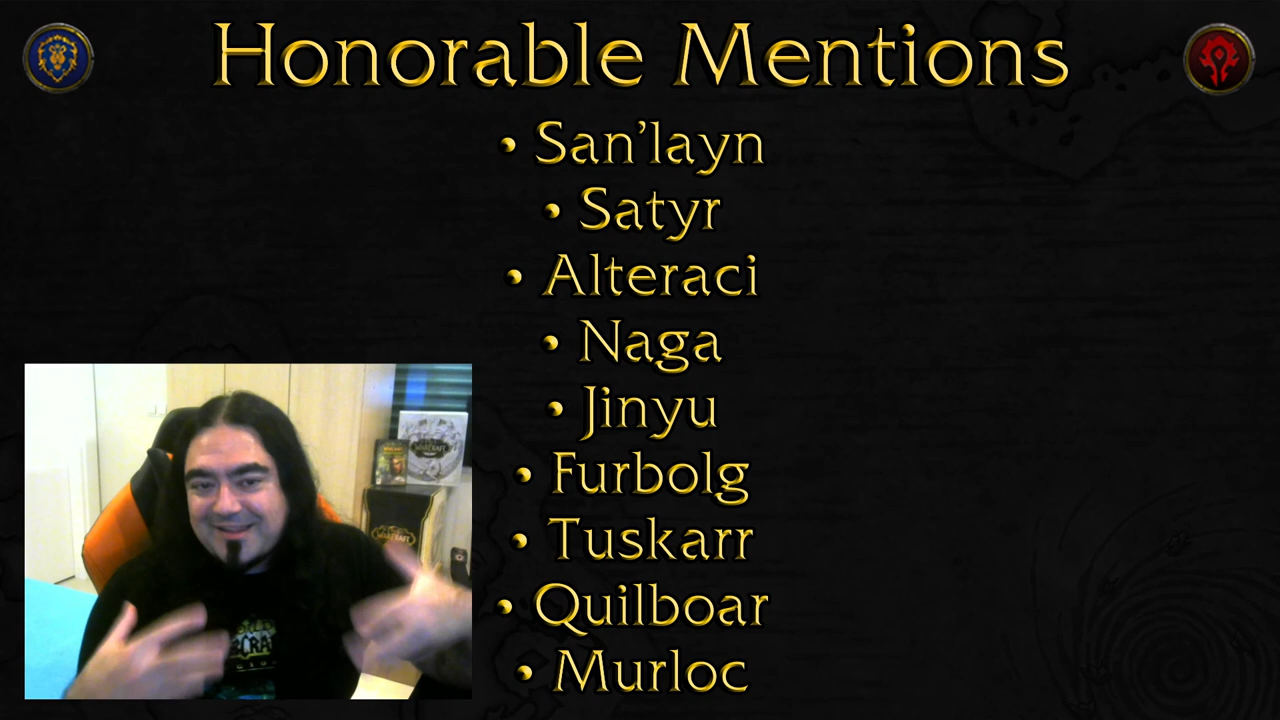 Honorable Mentions
• San'layn
• Satyr
• Alteraci
• Naga
• Jinyu
• Furbolg
• Tuskarr
• Quilboar
• Murloc